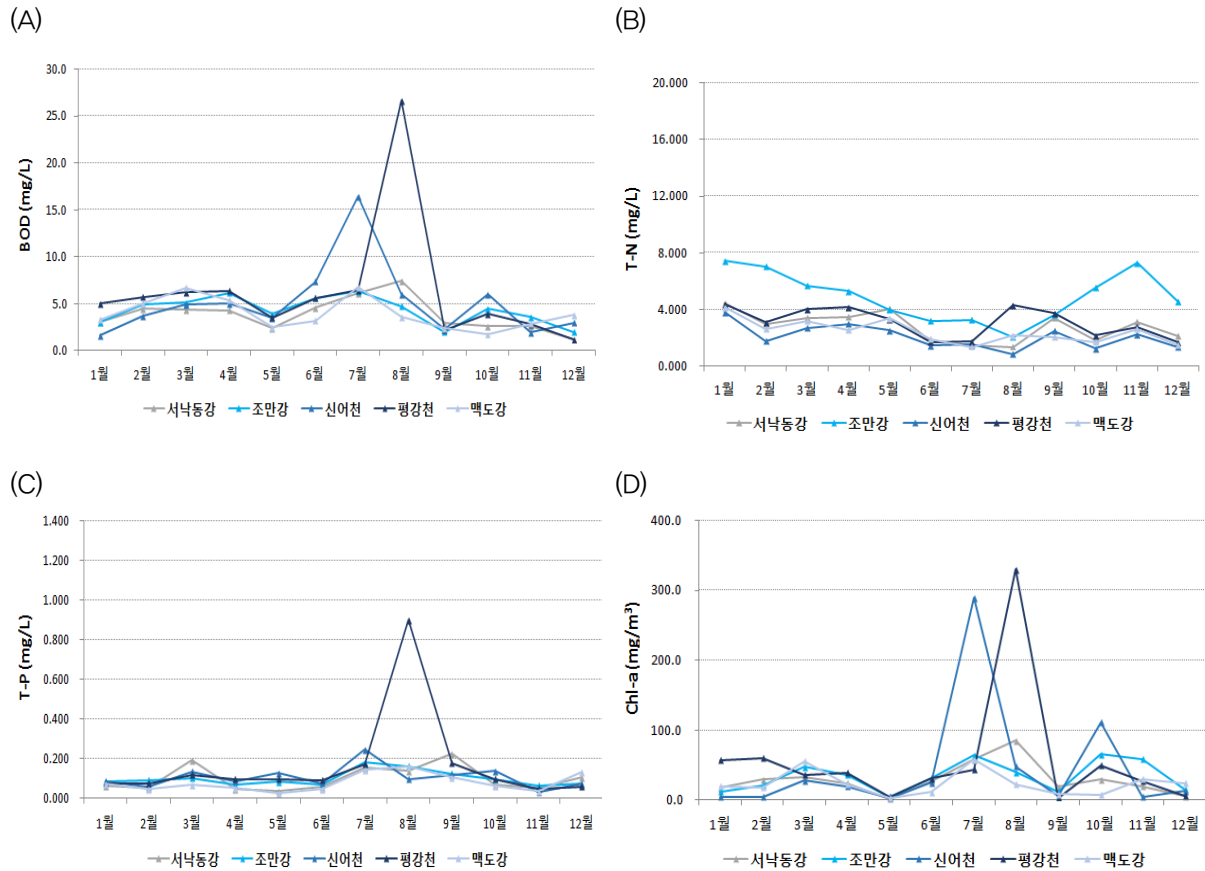 (A)
(B)
30.0
25.0
20.0
15.0
10.0
5.0
0.0
BOD (mg/L)
1월 2월 3월 4월 5월 6월 7월 8월 9월 10월 11월 12월
서낙동강 조만강 신어천 평강천 맥도강
20.000
16.000
12.000
8.000
4.000
0.000
T-N (mg/L)
1월 2월 3월 4월 5월 6월 7월 8월 9월 10월 11월 12월
서낙동강 조만강 신어천 평강천 맥도강
(C)
(D)
1.400
1.200
1.000
0.800
0.600
0.400
0.200
0.000
T-P (mg/L)
1월 2월 3월 4월 5월 6월 7월 8월 9월 10월 11월 12월
서낙동강 조만강 신어천 평강천 맥도강
400.0
300.0
200.0
100.0
0.0
Chl-a (mg/m³)
1월 2월 3월 4월 5월 6월 7월 8월 9월 10월 11월 12월
서낙동강 조만강 신어천 평강천 맥도강